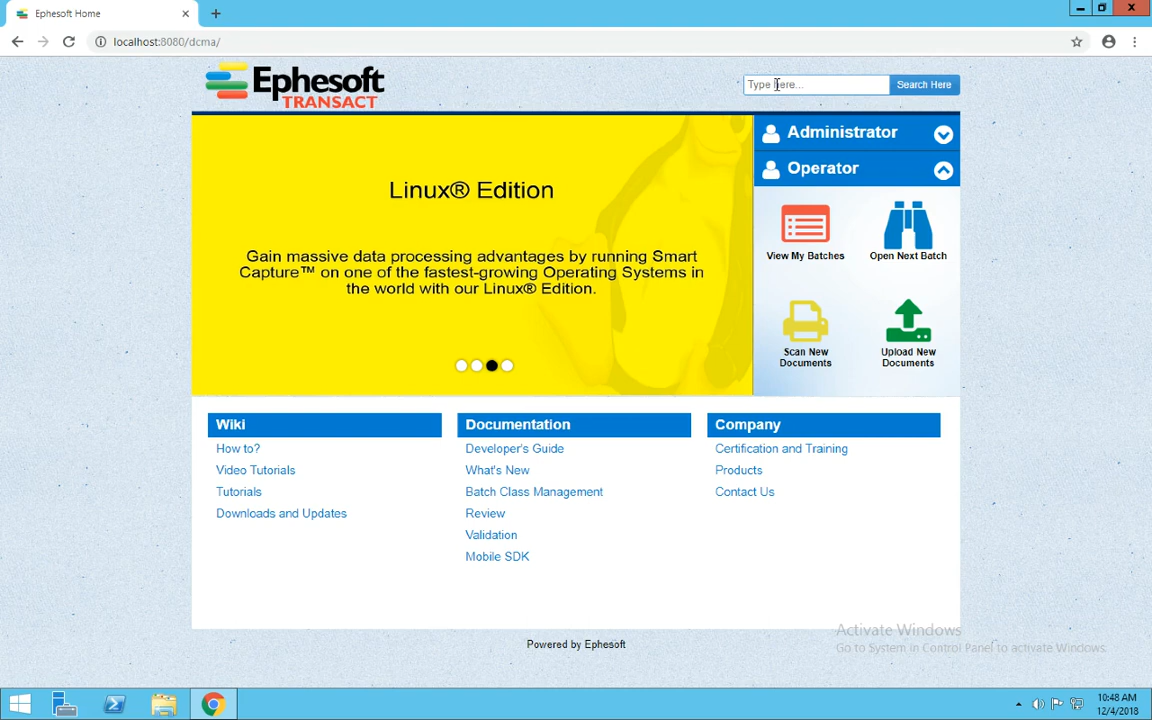 Ephesoft Home
localhost:8080/dcma/
Ephesoft
TRANSACT
Type here...
Search Here
Linux® Edition
Gain massive data processing advantages by running Smart
Capture™ on one of the fastest-growing Operating Systems in
the world with our Linux® Edition.
Administrator
Operator
View My Batches
Open Next Batch
Scan New
Documents
Upload New
Documents
Wiki
How to?
Video Tutorials
Tutorials
Downloads and Updates
Documentation
Developer's Guide
What's New
Batch Class Management
Review
Validation
Mobile SDK
Company
Certification and Training
Products
Contact Us
Powered by Ephesoft
Activate Windows
Go to System in Control Panel to activate Windows.
10:48 AM
12/4/2018